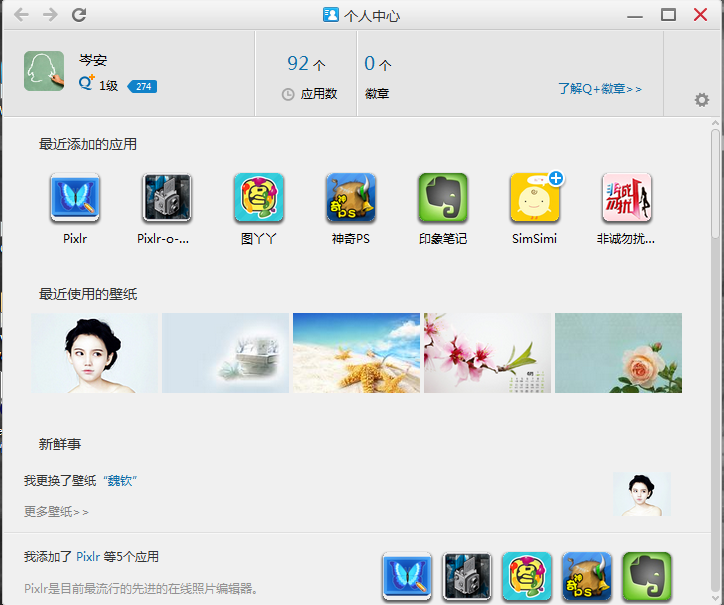 个人中心
岑安
1级 274
92 个
应用数
0 个
徽章
了解Q+徽章>>
最近添加的应用
Pixlr
Pixlr-o-...
图丫丫
神奇PS
印象笔记
SimSimi
非诚勿扰...
最近使用的壁纸
新鲜事
我更换了壁纸 “魏钦”
更多壁纸>>
我添加了 Pixlr 等5个应用
Pixlr是目前最流行的先进的在线照片编辑器。